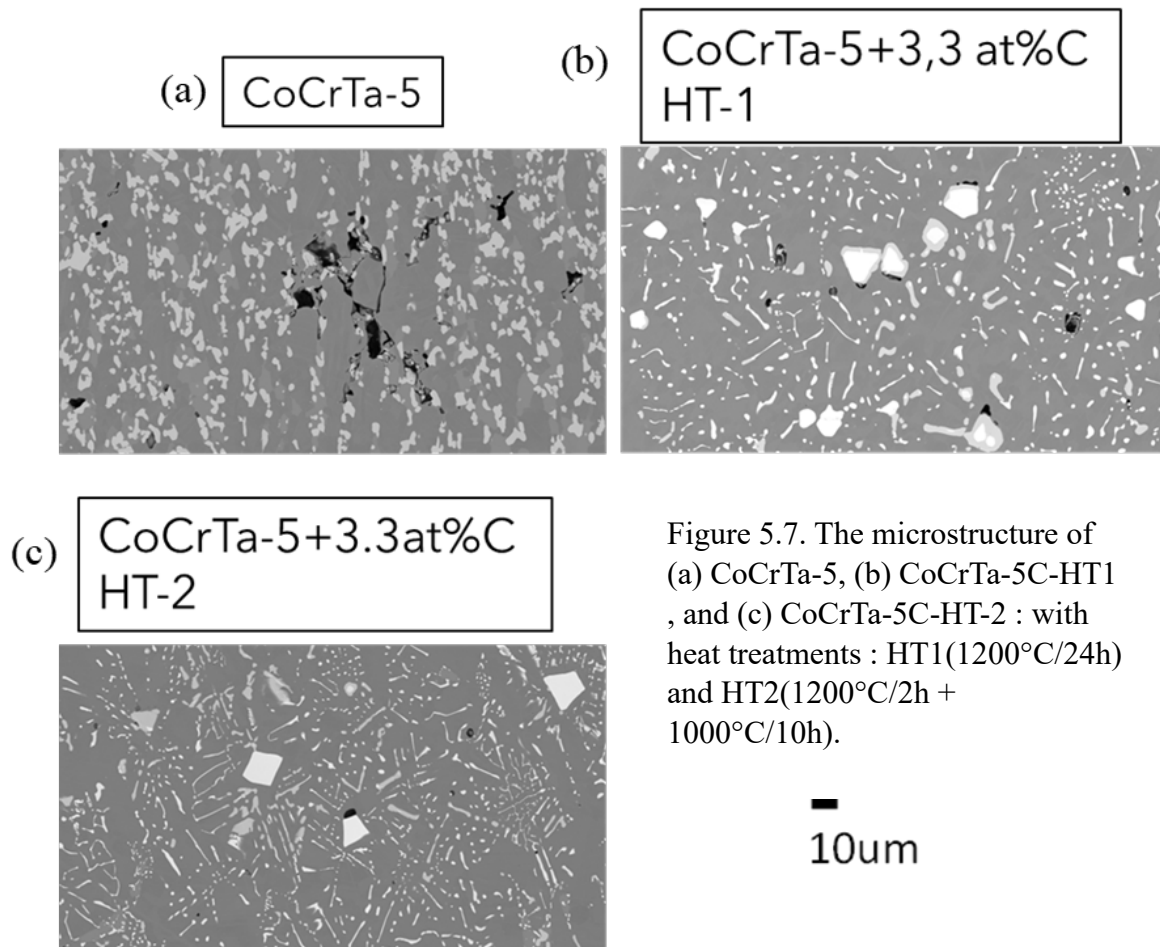 (a) CoCrTa-5
(b) CoCrTa-5+3,3 at%C
HT-1
(c) CoCrTa-5+3.3at%C
HT-2
Figure 5.7. The microstructure of
(a) CoCrTa-5, (b) CoCrTa-5C-HT1
, and (c) CoCrTa-5C-HT-2 : with
heat treatments : HT1(1200°C/24h)
and HT2(1200°C/2h +
1000°C/10h).
10um